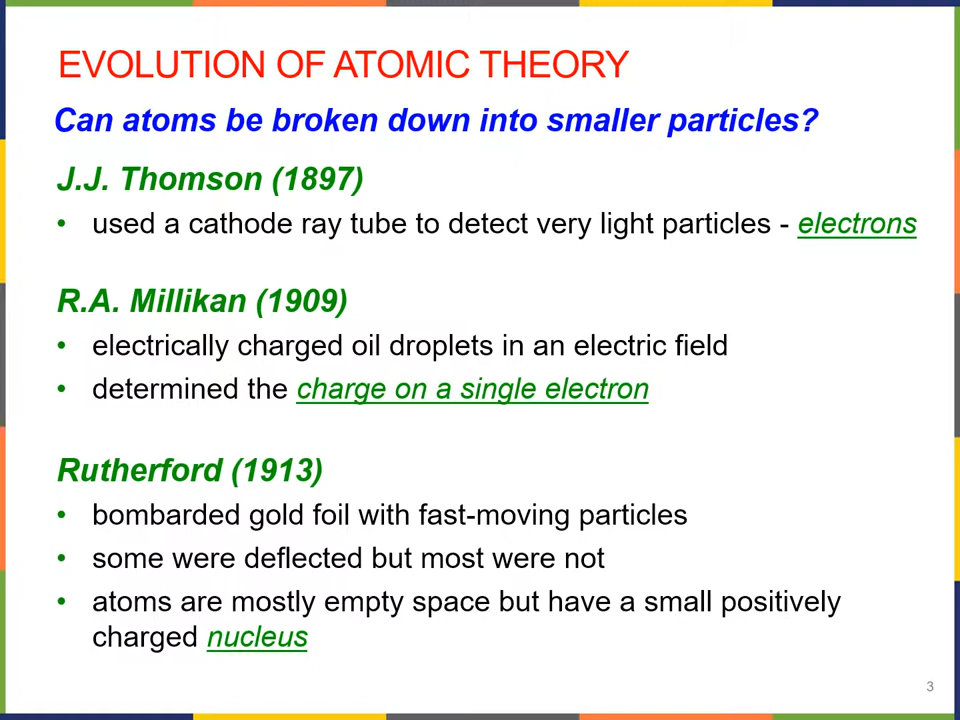 EVOLUTION OF ATOMIC THEORY
Can atoms be broken down into smaller particles?
J.J. Thomson (1897)
• used a cathode ray tube to detect very light particles - electrons
R.A. Millikan (1909)
• electrically charged oil droplets in an electric field
• determined the charge on a single electron
Rutherford (1913)
• bombarded gold foil with fast-moving particles
• some were deflected but most were not
• atoms are mostly empty space but have a small positively
charged nucleus
3